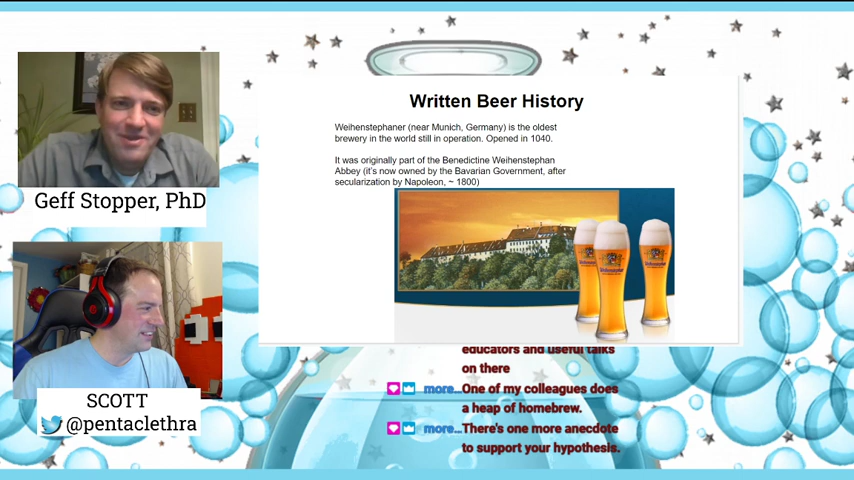 Written Beer History
Weihenstephaner (near Munich, Germany) is the oldest
brewery in the world still in operation. Opened in 1040.
It was originally part of the Benedictine Weihenstephan
Abbey (it's now owned by the Bavarian Government, after
secularization by Napoleon, ~ 1800)
Geff Stopper, PhD
SCOTT
@pentaclethra
educators and useful talks
on there
more...One of my colleagues does
a heap of homebrew.
more...There's one more anecdote
to support your hypothesis.